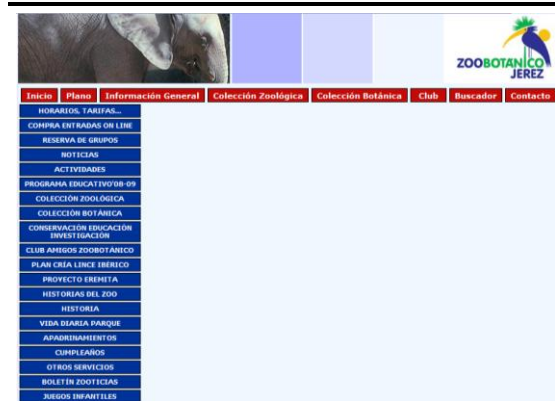 ZOOBOTÁNICO
JEREZ
Inicio Plano Información General Colección Zoológica Colección Botánica Club Buscador Contacto
HORARIOS, TARIFAS...
COMPRA ENTRADAS ON LINE
RESERVA DE GRUPOS
NOTICIAS
ACTIVIDADES
PROGRAMA EDUCATIVO'08-09
COLECCIÓN ZOOLÓGICA
COLECCIÓN BOTÁNICA
CONSERVACIÓN EDUCACIÓN
INVESTIGACIÓN
CLUB AMIGOS ZOOBOTÁNICO
PLAN CRÍA LINCE IBÉRICO
PROYECTO EREMITA
HISTORIAS DEL ZOO
HISTORIA
VIDA DIARIA PARQUE
APADRINAMIENTOS
CUMPLEAÑOS
OTROS SERVICIOS
BOLETÍN ZOOTICIAS
JUEGOS INFANTILES